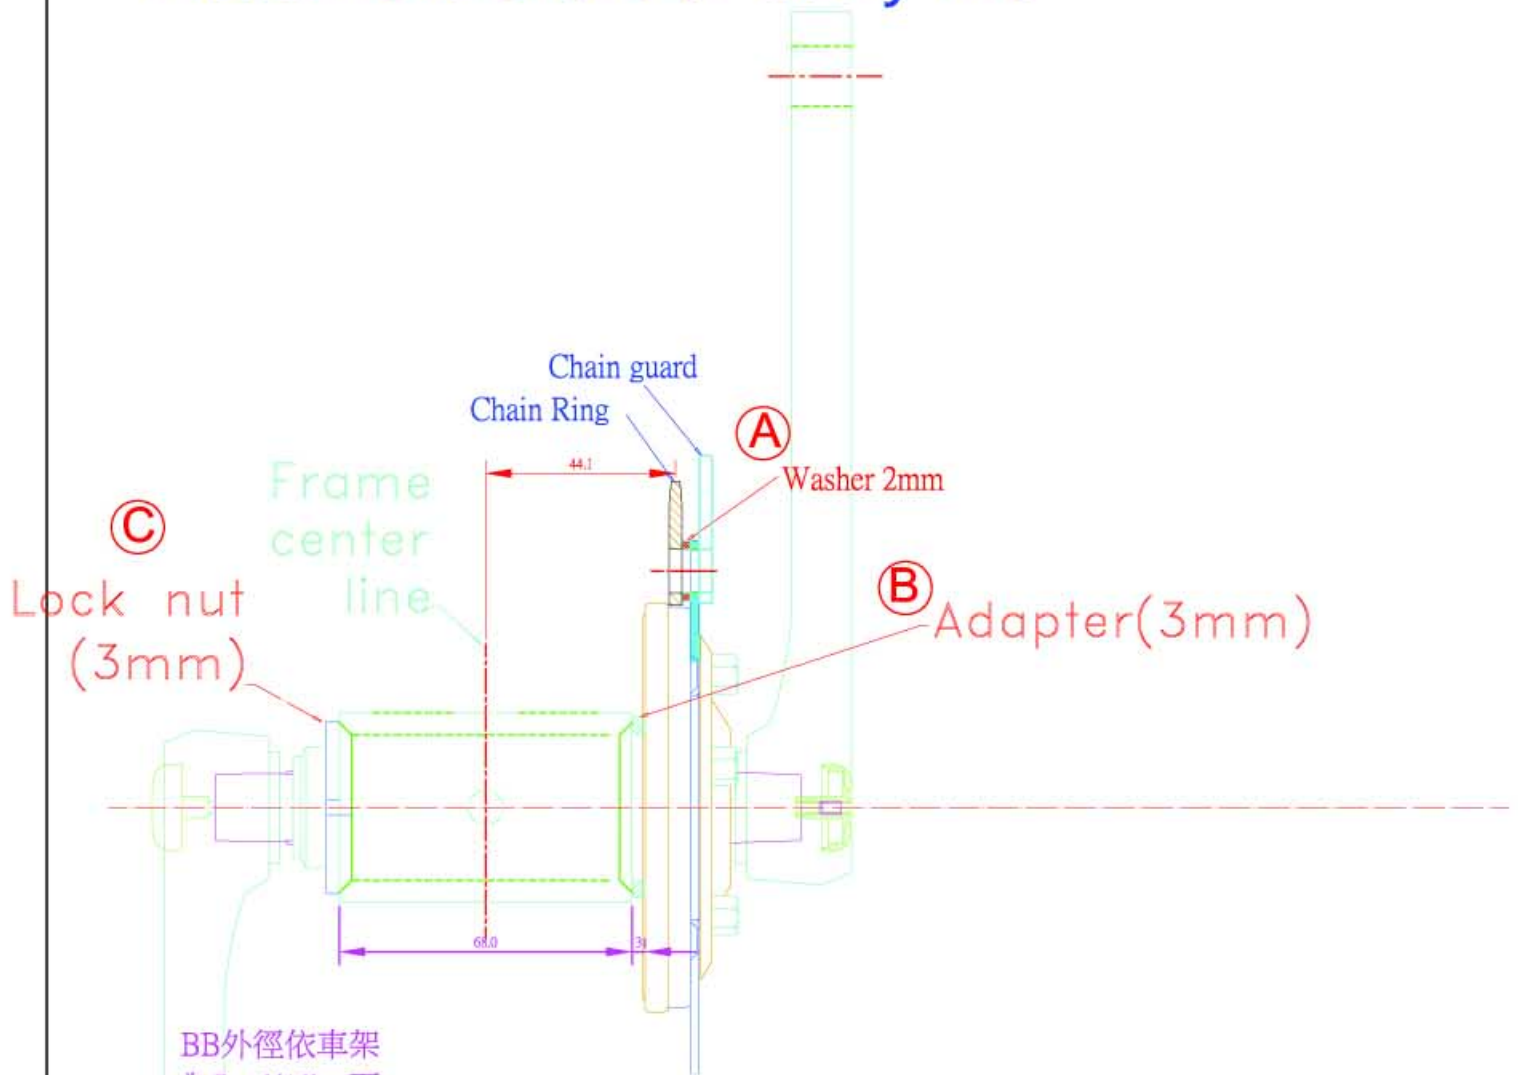 Chain guard
Chain Ring
A
44.1
Washer 2mm
Frame
center
line
C
Lock nut
(3mm)
B
Adapter(3mm)
68.0
3
BB外徑依車架